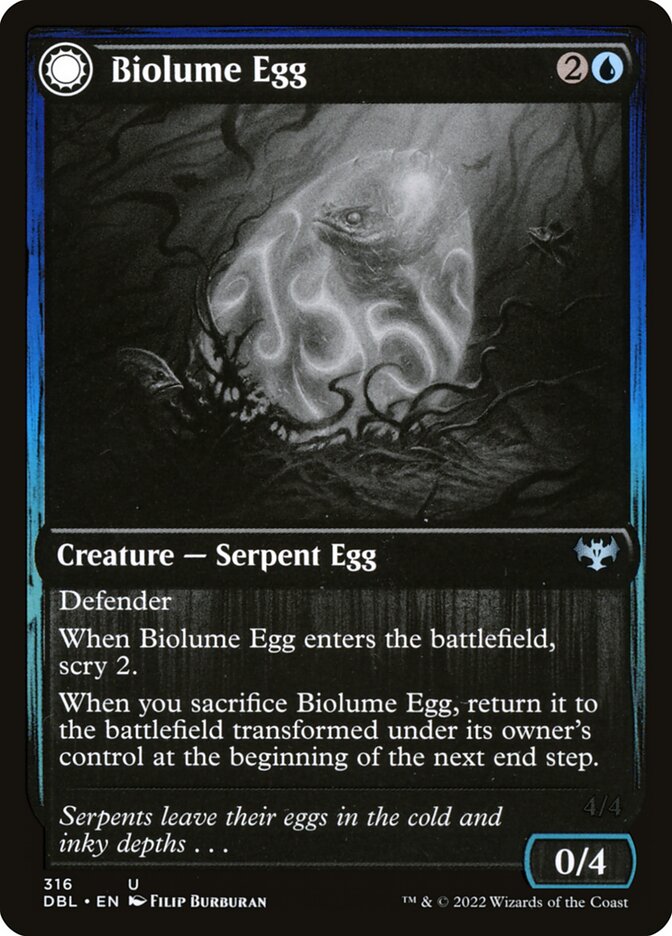 Biolume Egg 2
Creature — Serpent Egg
Defender
When Biolume Egg enters the battlefield,
scry 2.
When you sacrifice Biolume Egg, return it to
the battlefield transformed under its owner's
control at the beginning of the next end step.
4/4
Serpents leave their eggs in the cold and
inky depths . . .
0/4
316 U
DBL • EN Filip Burburan ™ & © 2022 Wizards of the Coast